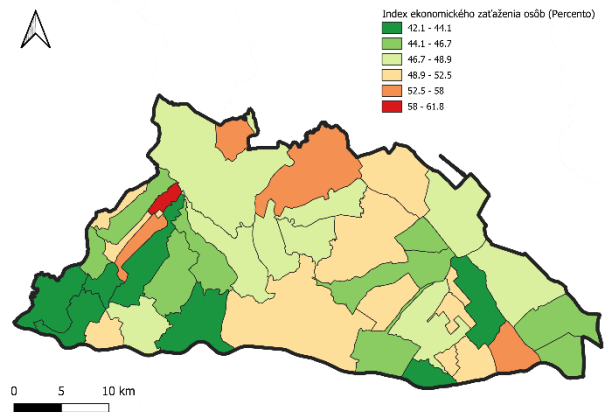 Index ekonomického zaťaženia osôb (Percento)
42.1 - 44.1
44.1 - 46.7
46.7 - 48.9
48.9 - 52.5
52.5 - 58
58 - 61.8
0 5 10 km